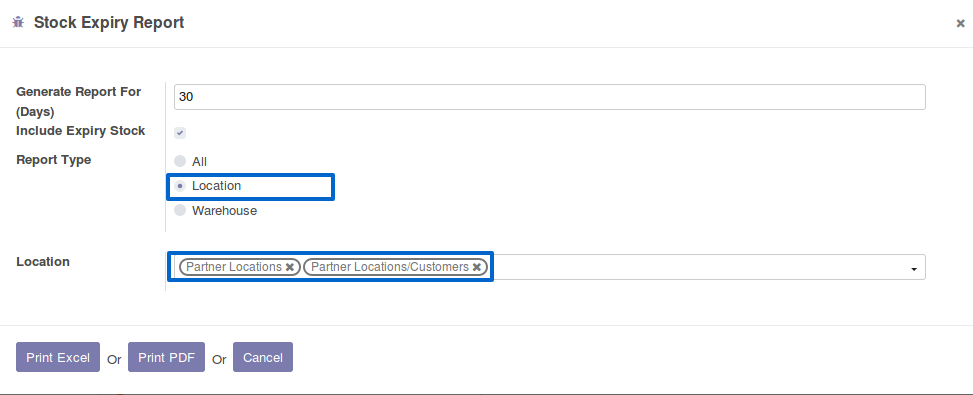 Stock Expiry Report
Generate Report For
(Days)
30
Include Expiry Stock
Report Type
All
Location
Warehouse
Location
Partner Locations
Partner Locations/Customers
Print Excel Or Print PDF Or Cancel